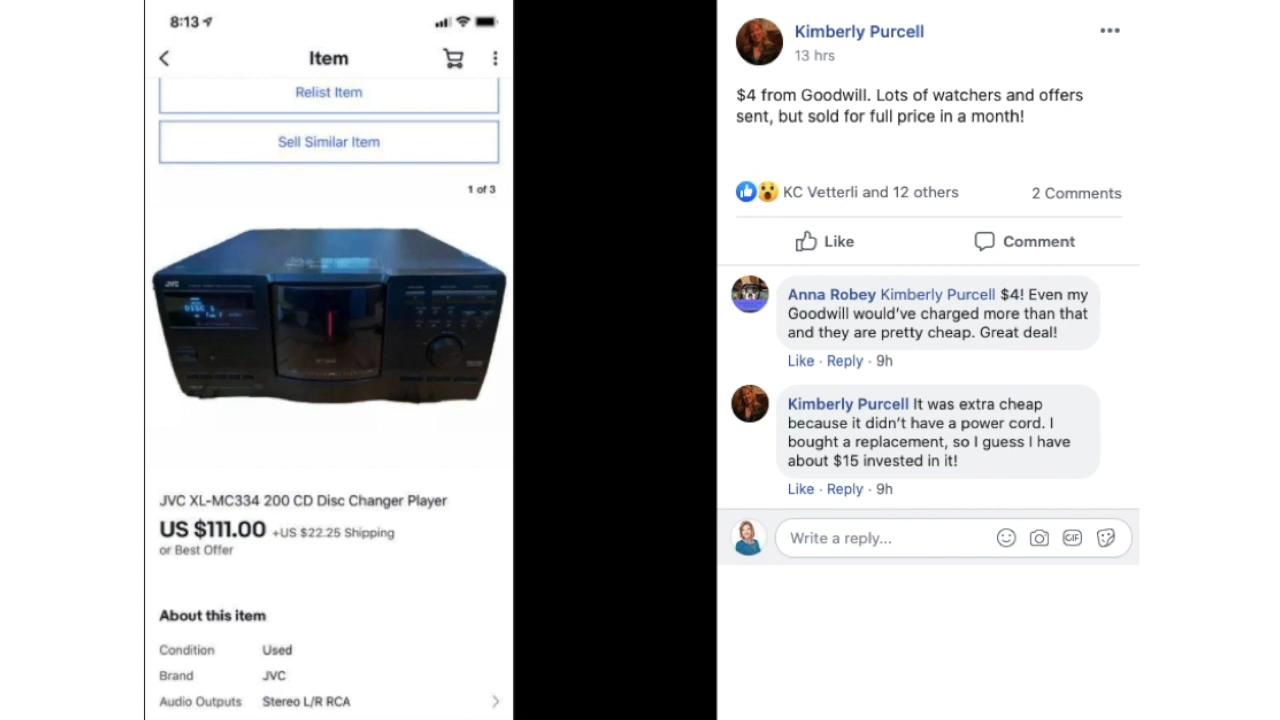 8:13
Item
Relist Item
Sell Similar Item
1 of 3
JVC
DISC 1
JVC XL-MC334 200 CD Disc Changer Player
US $111.00 +US $22.25 Shipping
or Best Offer
About this item
Condition Used
Brand JVC
Audio Outputs Stereo L/R RCA
Kimberly Purcell
13 hrs
$4 from Goodwill. Lots of watchers and offers
sent, but sold for full price in a month!
KC Vetterli and 12 others 2 Comments
Like Comment
Anna Robey Kimberly Purcell $4! Even my
Goodwill would've charged more than that
and they are pretty cheap. Great deal!
Like · Reply · 9h
Kimberly Purcell It was extra cheap
because it didn't have a power cord. I
bought a replacement, so I guess I have
about $15 invested in it!
Like · Reply · 9h
Write a reply...
GIF